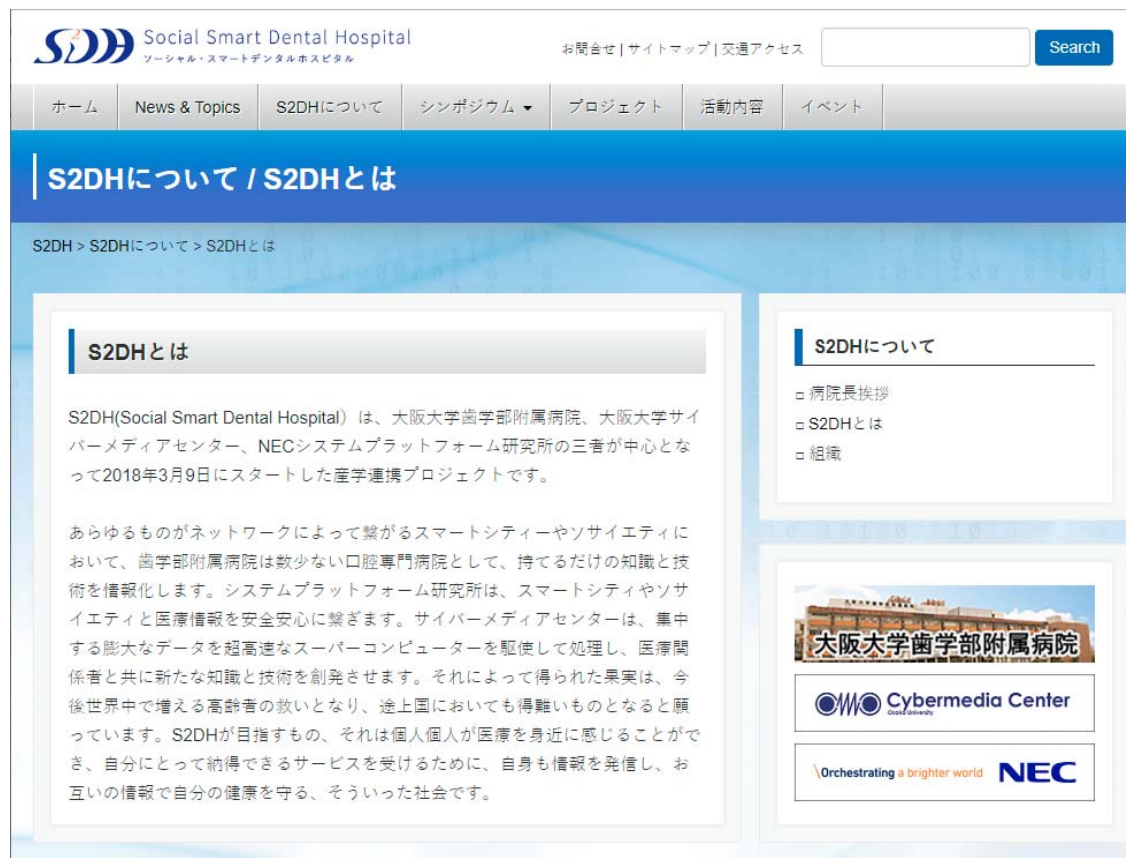 S2DH Social Smart Dental Hospital
ソーシャル・スマートデンタルホスピタル
お問合せ | サイトマップ | 交通アクセス
Search
ホーム
News & Topics
S2DHについて
シンポジウム
プロジェクト
活動内容
イベント
S2DHについて / S2DHとは
S2DH > S2DHについて > S2DHとは
S2DHとは
S2DH(Social Smart Dental Hospital）は、大阪大学歯学部附属病院、大阪大学サイ
バーメディアセンター、NECシステムプラットフォーム研究所の三者が中心とな
って2018年3月9日にスタートした産学連携プロジェクトです。
あらゆるものがネットワークによって繋がるスマートシティーやソサイエティに
おいて、歯学部附属病院は数少ない口腔専門病院として、持てるだけの知識と技
術を情報化します。システムプラットフォーム研究所は、スマートシティやソサ
イエティと医療情報を安全安心に繋ぎます。サイバーメディアセンターは、集中
する膨大なデータを超高速なスーパーコンピューターを駆使して処理し、医療関
係者と共に新たな知識と技術を創発させます。それによって得られた果実は、今
後世界中で増える高齢者の救いとなり、途上国においても得難いものとなると願
っています。S2DHが目指すもの、それは個人個人が医療を身近に感じることがで
き、自分にとって納得できるサービスを受けるために、自身も情報を発信し、お
互いの情報で自分の健康を守る、そういった社会です。
S2DHについて
病院長挨拶
S2DHとは
組織
大阪大学歯学部附属病院
Cybermedia Center
Osaka University
\Orchestrating a brighter world NEC